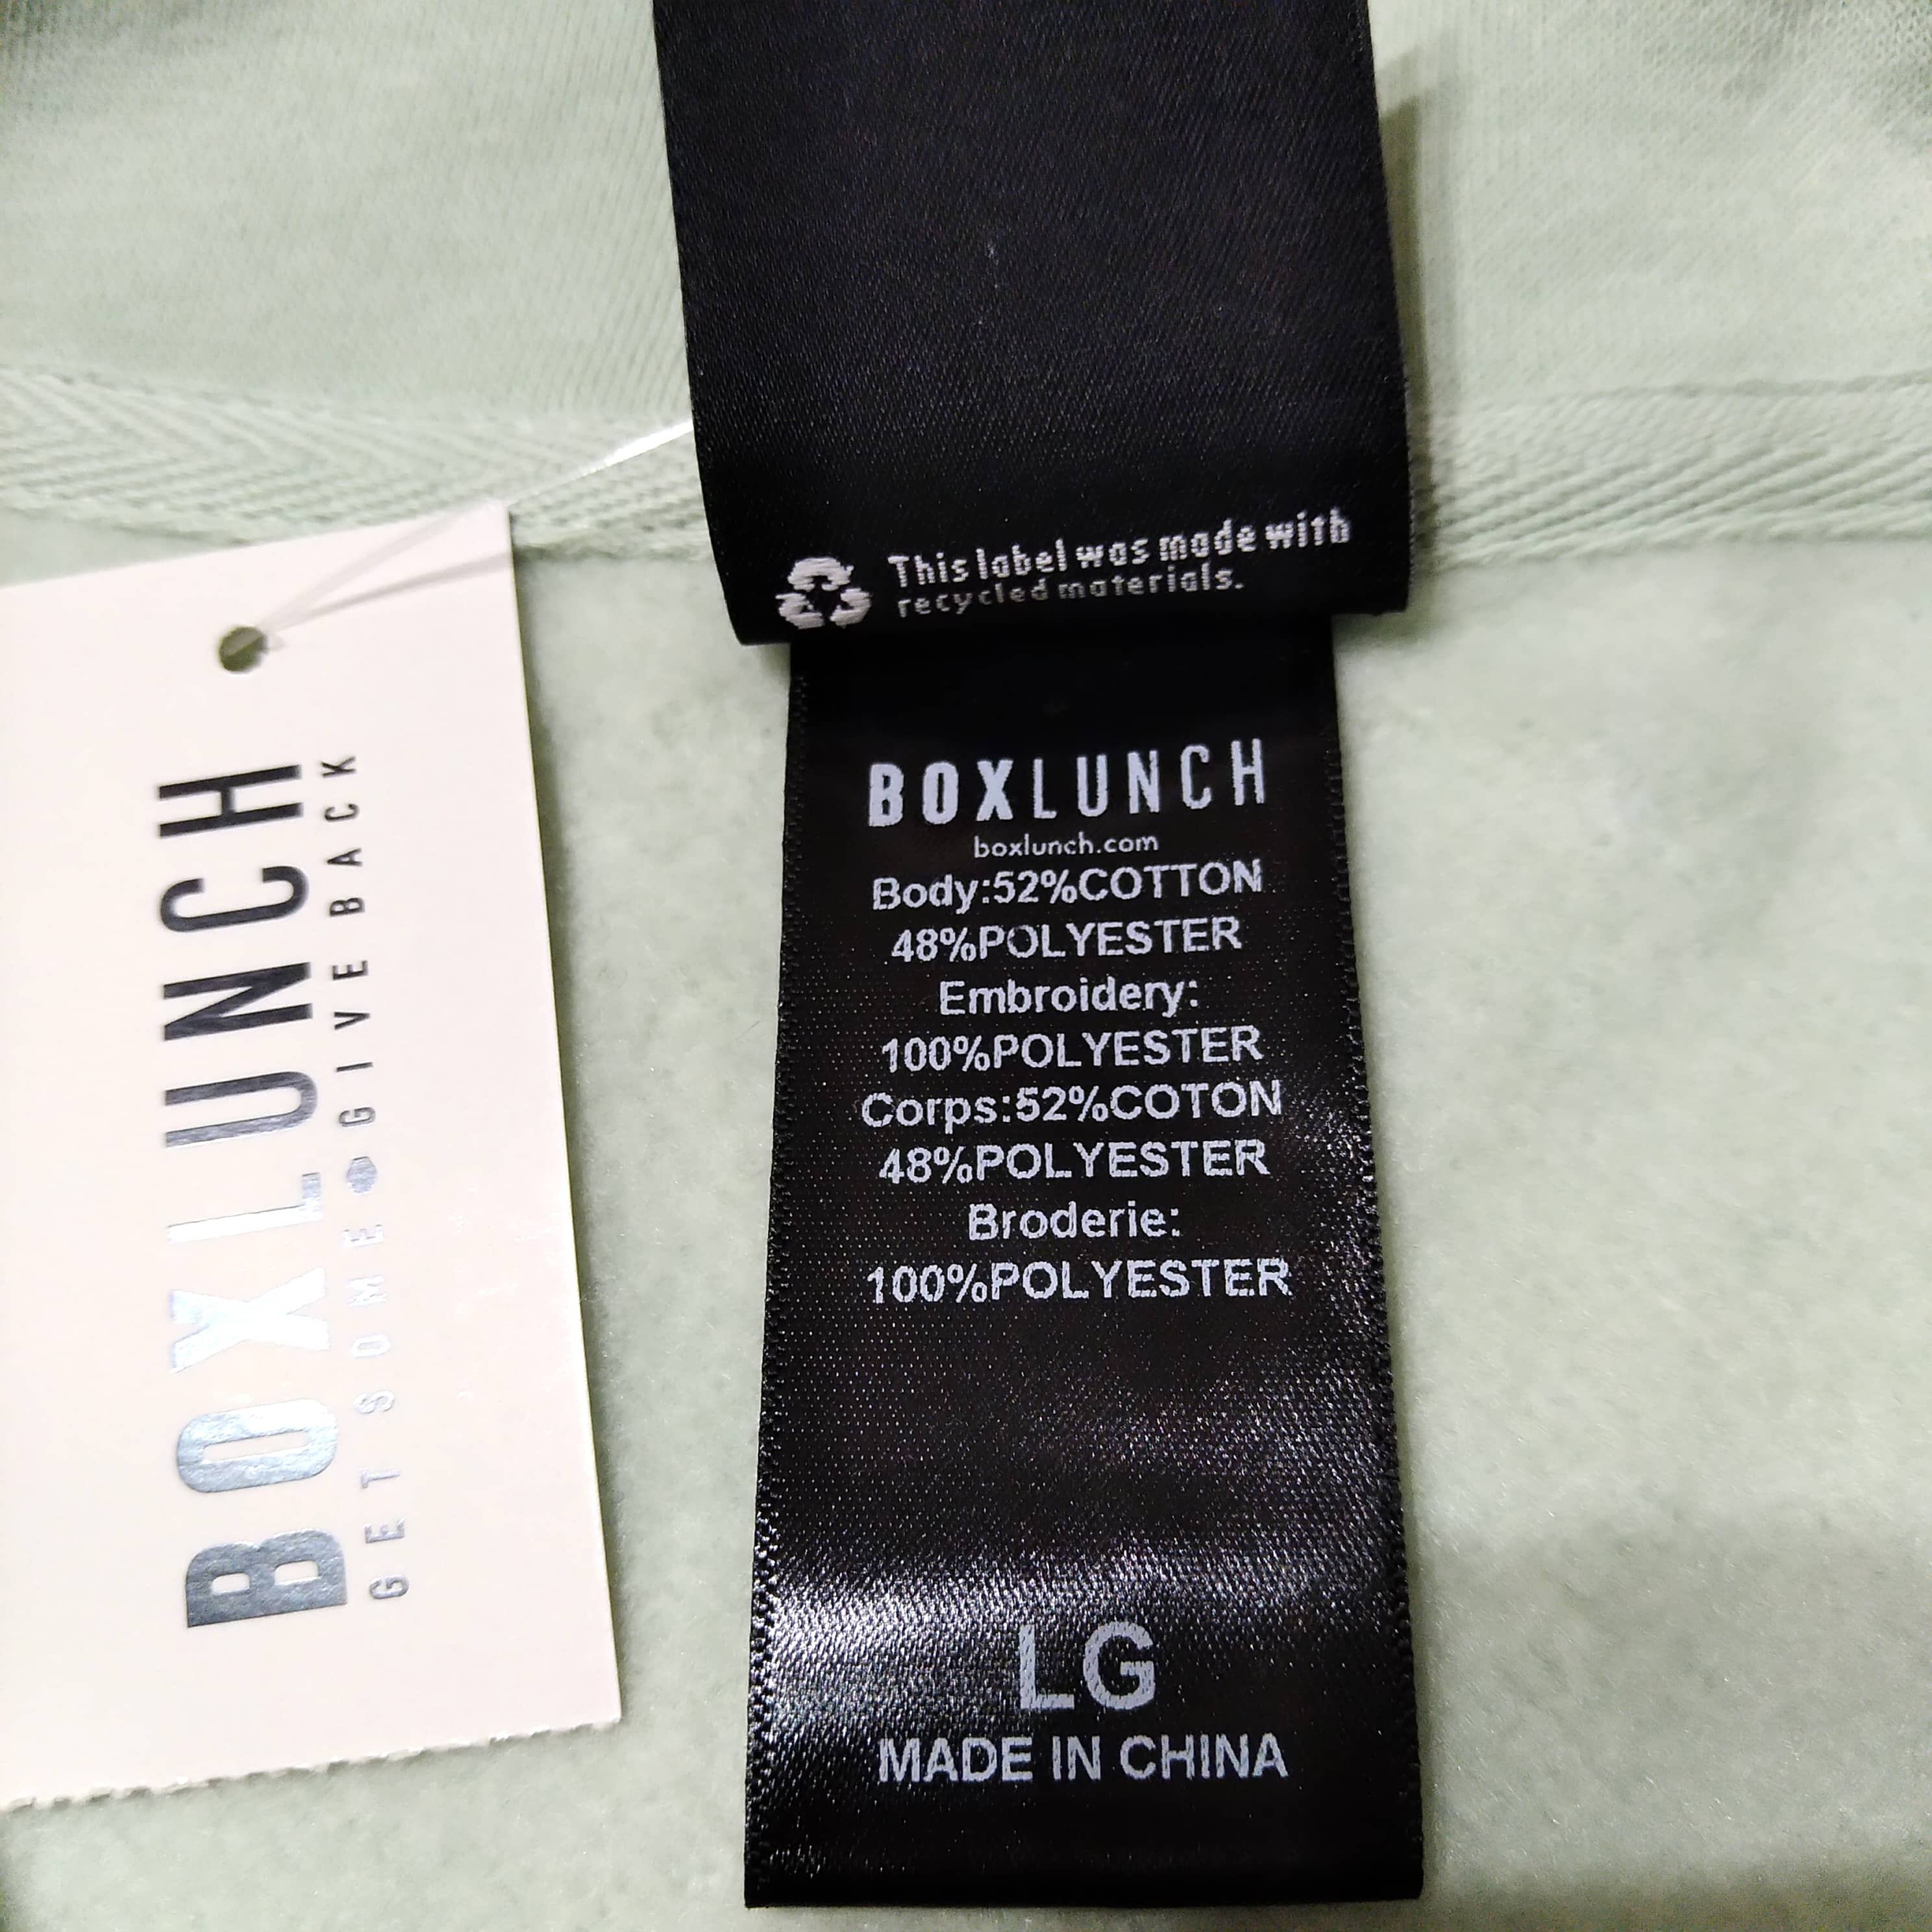 This label was made with
recycled materials.
BOXLUNCH
boxlunch.com
Body:52%COTTON
48%POLYESTER
Embroidery:
100%POLYESTER
Corps:52%COTON
48%POLYESTER
Broderie:
100%POLYESTER
LG
MADE IN CHINA
BOXLUNCH
GET SOME GIVE BACK